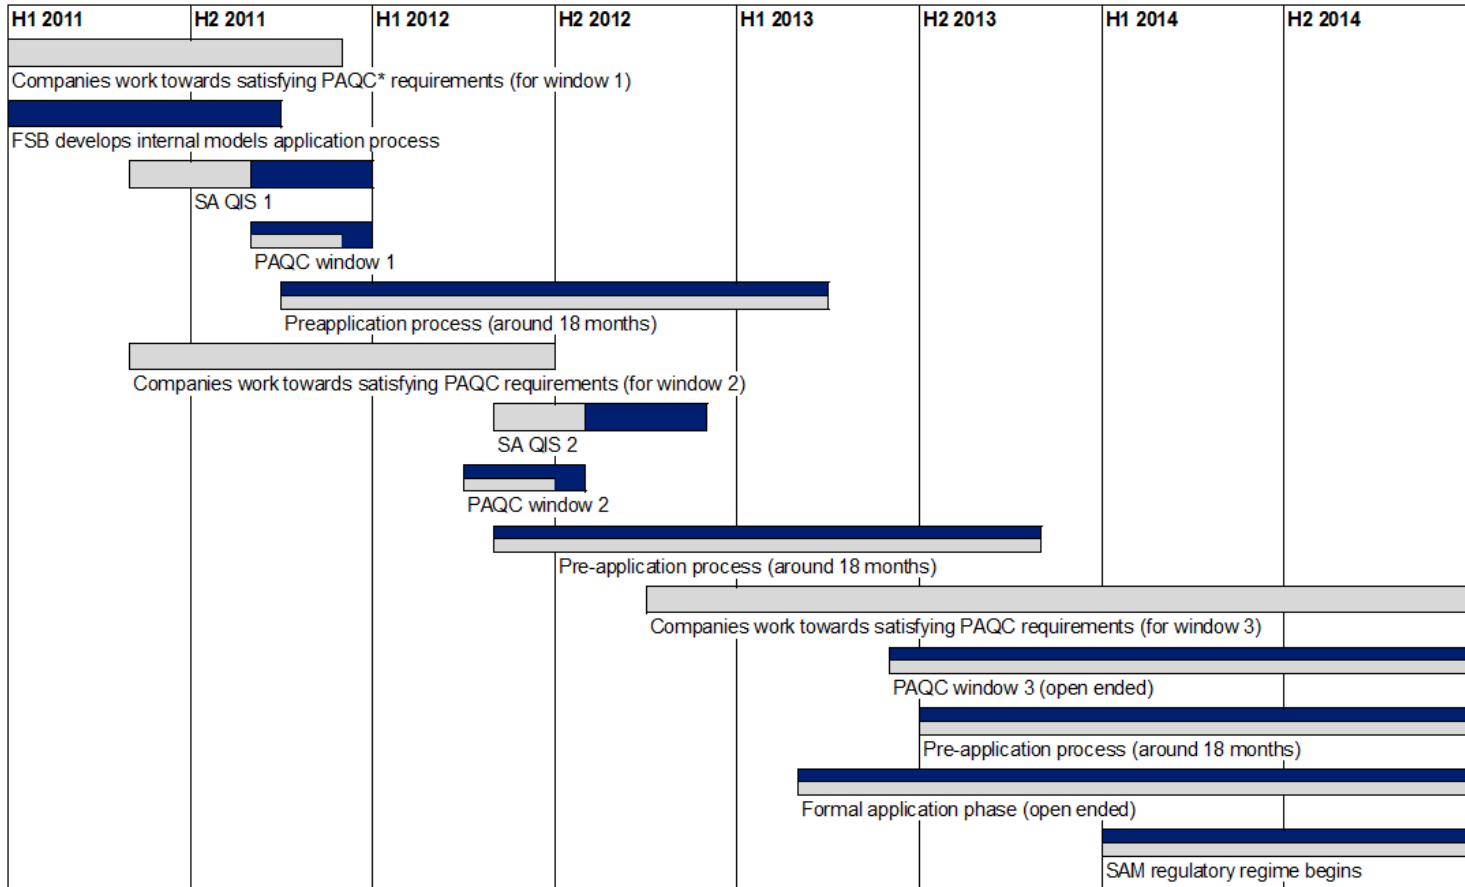 H1 2011 H2 2011 H1 2012 H2 2012 H1 2013 H2 2013 H1 2014 H2 2014
Companies work towards satisfying PAQC* requirements (for window 1)
FSB develops internal models application process
SA QIS 1
PAQC window 1
Preapplication process (around 18 months)
Companies work towards satisfying PAQC requirements (for window 2)
SA QIS 2
PAQC window 2
Pre-application process (around 18 months)
Companies work towards satisfying PAQC requirements (for window 3)
PAQC window 3 (open ended)
Pre-application process (around 18 months)
Formal application phase (open ended)
SAM regulatory regime begins